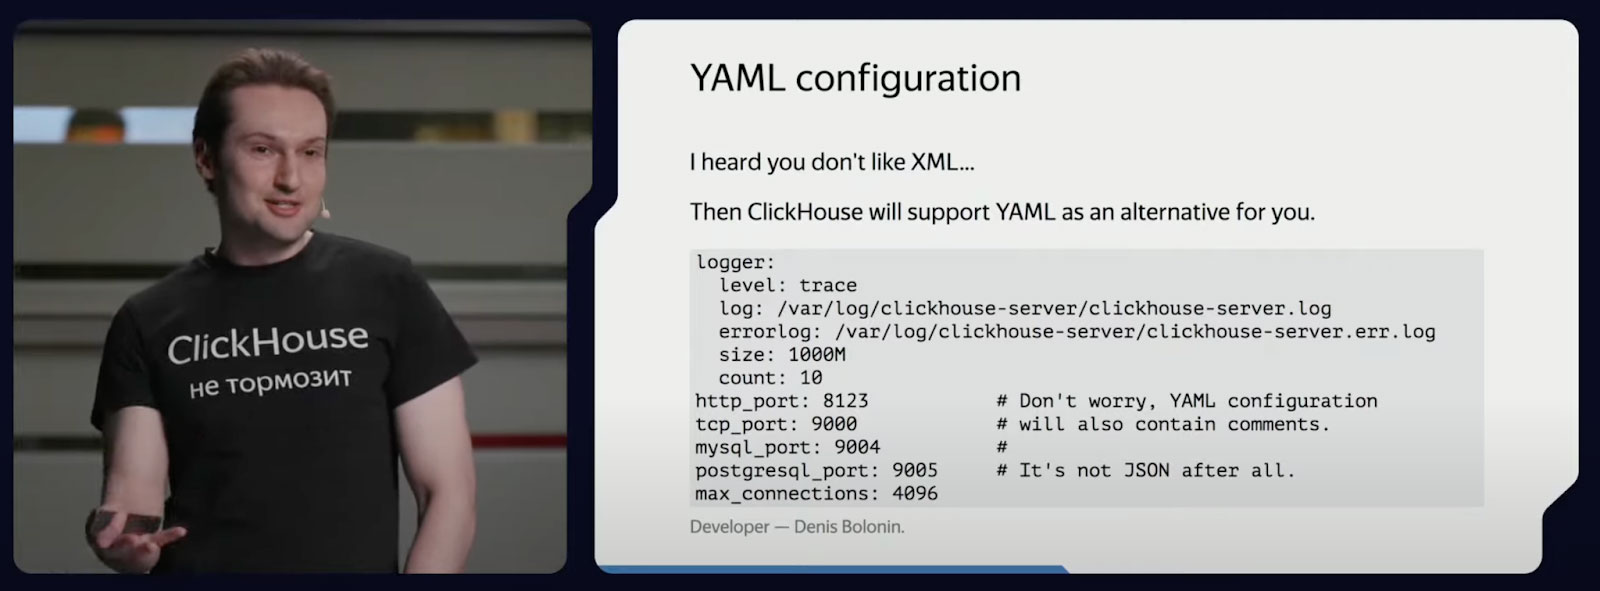 ClickHouse
не тормозит
YAML configuration
I heard you don't like XML...
Then ClickHouse will support YAML as an alternative for you.
logger:
  level: trace
  log: /var/log/clickhouse-server/clickhouse-server.log
  errorlog: /var/log/clickhouse-server/clickhouse-server.err.log
  size: 1000M
  count: 10
http_port: 8123           # Don't worry, YAML configuration
tcp_port: 9000            # will also contain comments.
mysql_port: 9004          #
postgresql_port: 9005     # It's not JSON after all.
max_connections: 4096
Developer — Denis Bolonin.